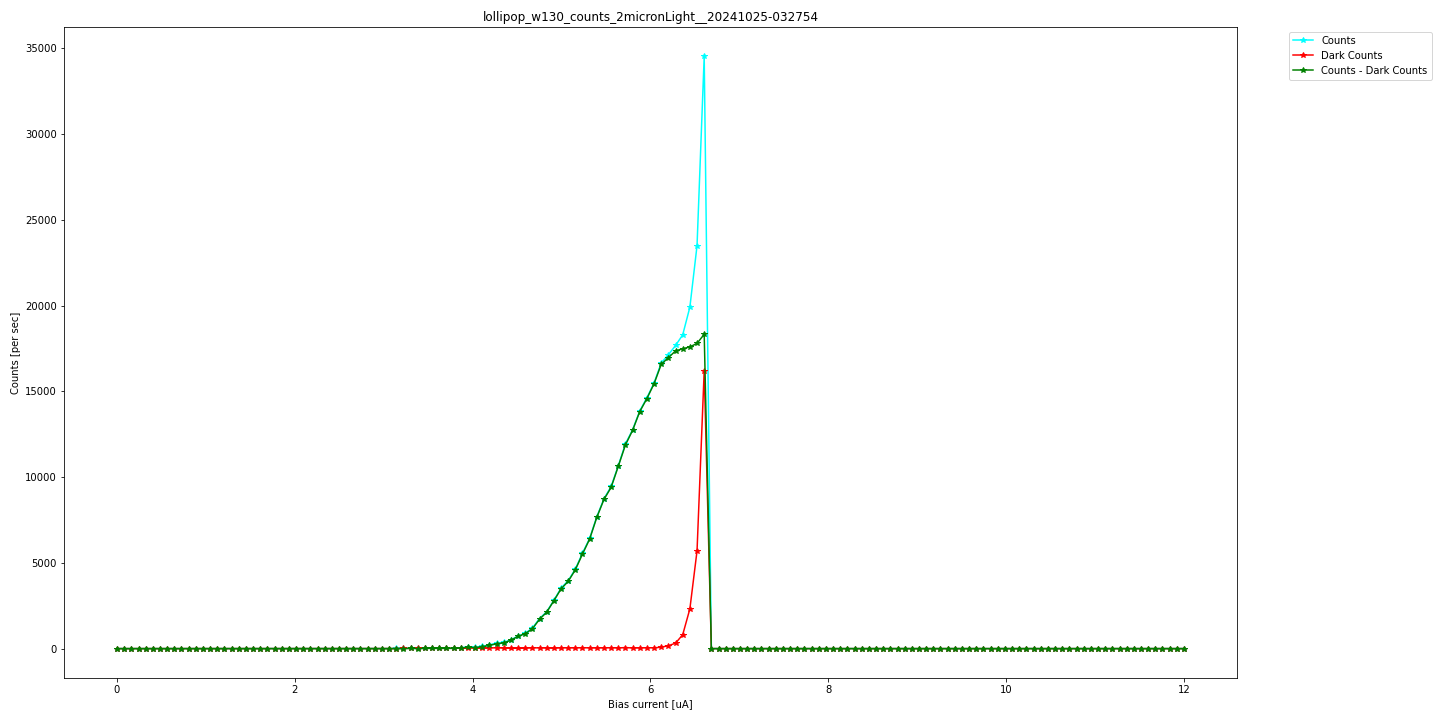 lollipop_w130_counts_2micronLight__20241025-032754
Counts
Dark Counts
Counts - Dark Counts
35000
30000
25000
20000
15000
10000
5000
0
Counts [per sec]
0 2 4 6 8 10 12
Bias current [uA]